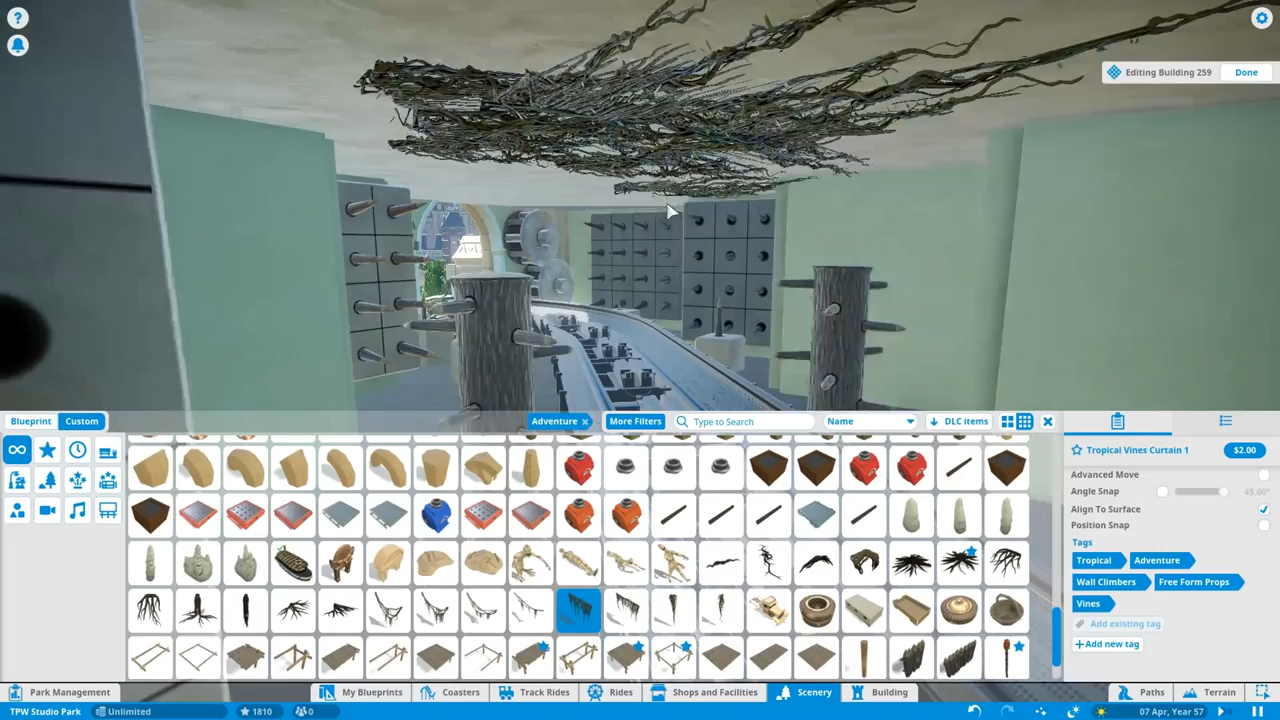 ?
Editing Building 259 Done
Blueprint Custom Adventure × More Filters Type to Search Name DLC items
Tropical Vines Curtain 1 $2.00
Advanced Move
Angle Snap 45.00°
Align To Surface
Position Snap
Tags
Tropical Adventure
Wall Climbers Free Form Props
Vines
Add existing tag
+Add new tag
Park Management My Blueprints Coasters Track Rides Rides Shops and Facilities Scenery Building Paths Terrain
TPW Studio Park Unlimited 1810 0 07 Apr, Year 57